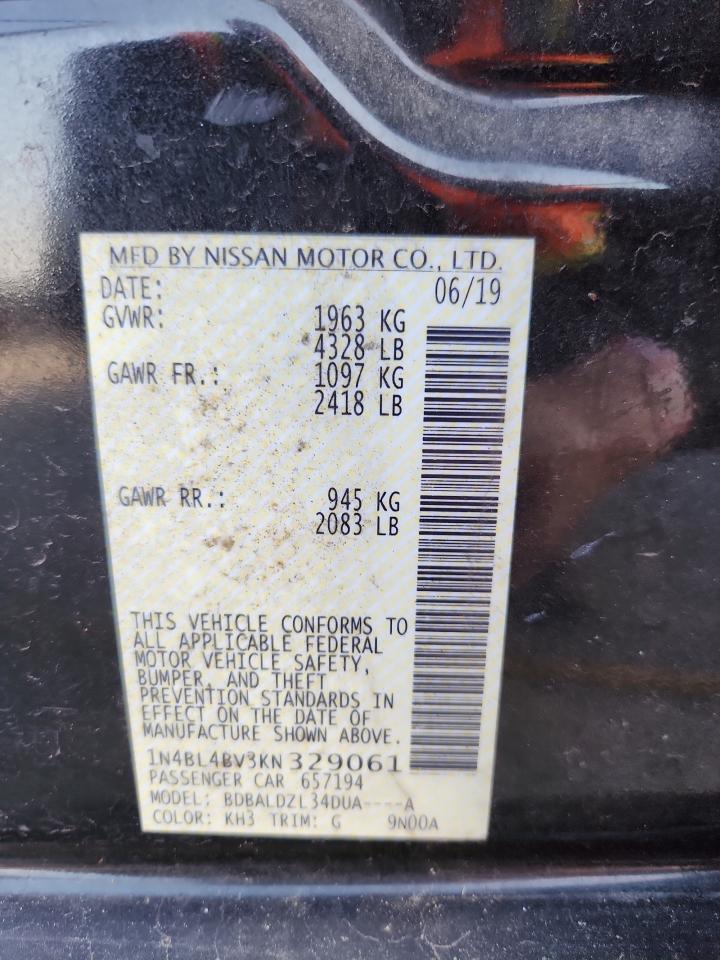 MFD BY NISSAN MOTOR CO., LTD.
DATE: 06/19
GVWR: 1963 KG
4328 LB
GAWR FR.: 1097 KG
2418 LB
GAWR RR.: 945 KG
2083 LB
THIS VEHICLE CONFORMS TO
ALL APPLICABLE FEDERAL
MOTOR VEHICLE SAFETY,
BUMPER, AND THEFT
PREVENTION STANDARDS IN
EFFECT ON THE DATE OF
MANUFACTURE SHOWN ABOVE.
1N4BL4BV3KN329061
PASSENGER CAR 657194
MODEL: BDBALDZL34DUA----A
COLOR: KH3 TRIM: G 9N00A